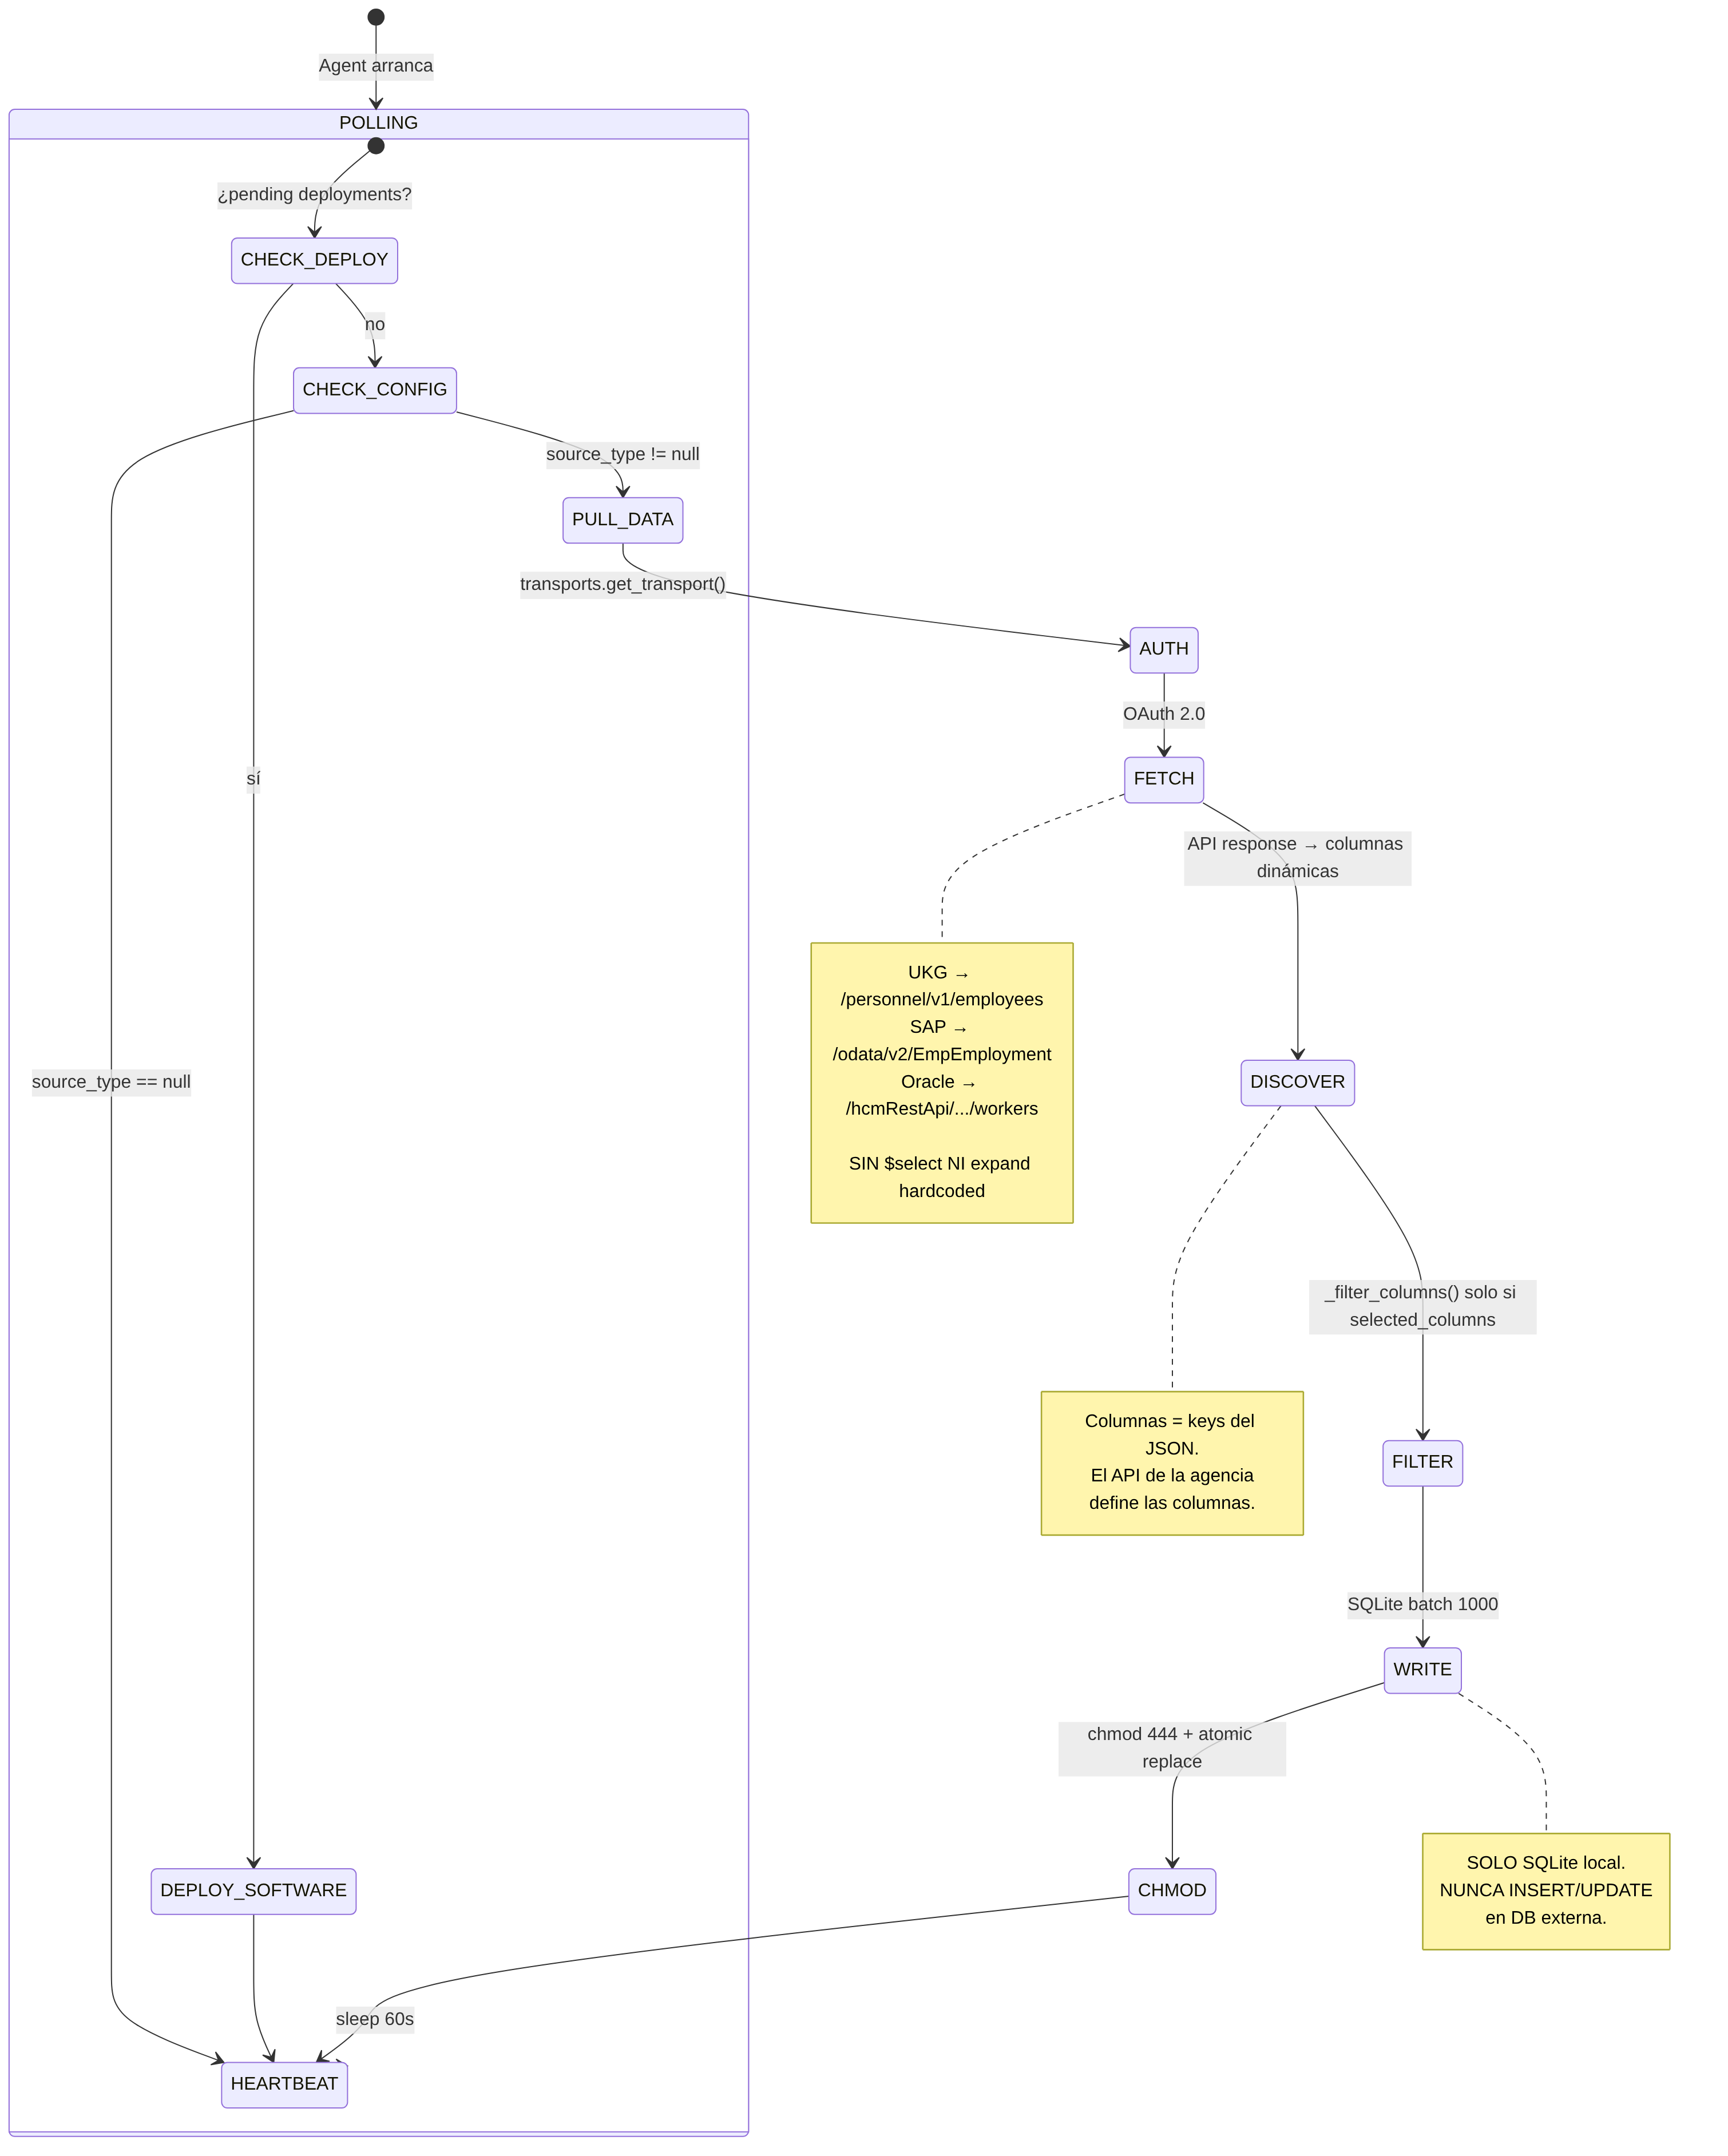 Agent arranca
POLLING
¿pending deployments?
CHECK_DEPLOY
no
CHECK_CONFIG
source_type != null
PULL_DATA
transports.get_transport()
AUTH
OAuth 2.0
FETCH
sí
API response → columnas
dinámicas
UKG →
/personnel/v1/employees
SAP →
/odata/v2/EmpEmployment
Oracle →
/hcmRestApi/.../workers
SIN $select NI expand
hardcoded
source_type == null
DISCOVER
_filter_columns() solo si
selected_columns
Columnas = keys del
JSON.
El API de la agencia
define las columnas.
FILTER
SQLite batch 1000
WRITE
chmod 444 + atomic
replace
DEPLOY_SOFTWARE
CHMOD
SOLO SQLite local.
NUNCA INSERT/UPDATE
en DB externa.
sleep 60s
HEARTBEAT